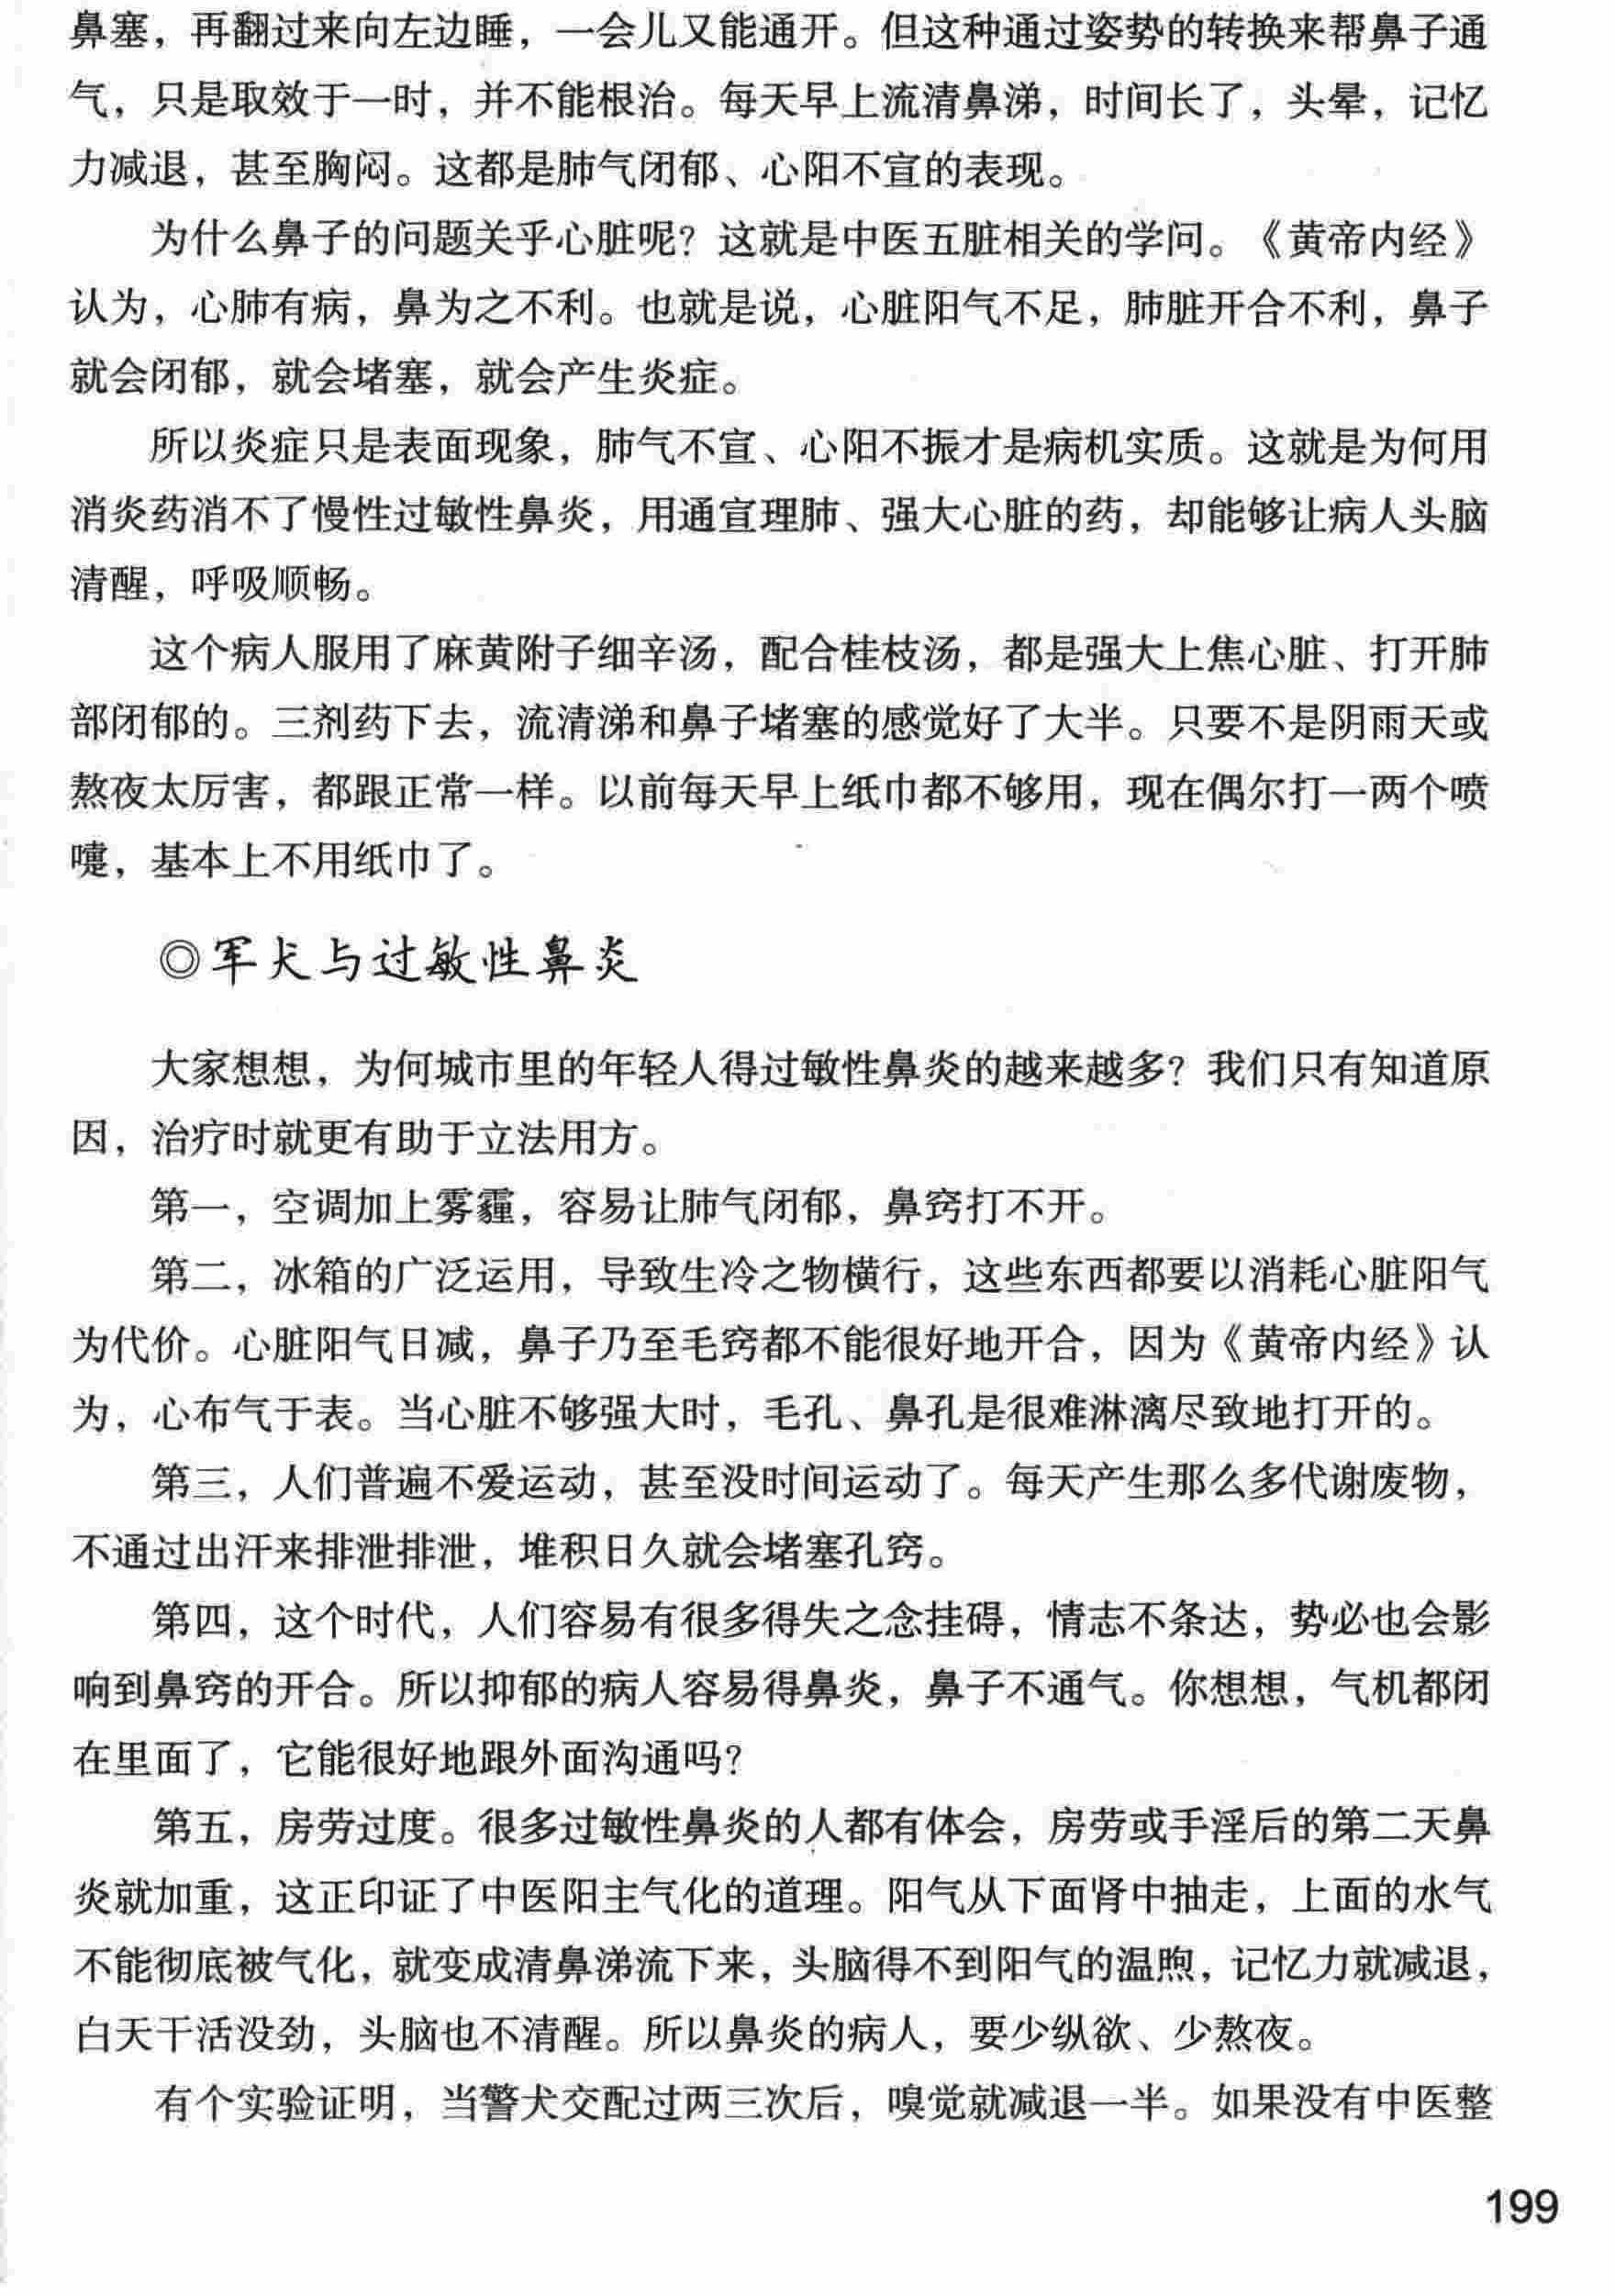 鼻塞，再翻过来向左边睡，一会儿又能通开。但这种通过姿势的转换来帮鼻子通
气，只是取效于一时，并不能根治。每天早上流清鼻涕，时间长了，头晕，记忆
力减退，甚至胸闷。这都是肺气闭郁、心阳不宣的表现。
为什么鼻子的问题关乎心脏呢？这就是中医五脏相关的学问。《黄帝内经》
认为，心肺有病，鼻为之不利。也就是说，心脏阳气不足，肺脏开合不利，鼻子
就会闭郁，就会堵塞，就会产生炎症。
所以炎症只是表面现象，肺气不宣、心阳不振才是病机实质。这就是为何用
消炎药消不了慢性过敏性鼻炎，用通宣理肺、强大心脏的药，却能够让病人头脑
清醒，呼吸顺畅。
这个病人服用了麻黄附子细辛汤，配合桂枝汤，都是强大上焦心脏、打开肺
部闭郁的。三剂药下去，流清涕和鼻子堵塞的感觉好了大半。只要不是阴雨天或
熬夜太厉害，都跟正常一样。以前每天早上纸巾都不够用，现在偶尔打一两个喷
嚏，基本上不用纸巾了。
◎军犬与过敏性鼻炎
大家想想，为何城市里的年轻人得过敏性鼻炎的越来越多？我们只有知道原
因，治疗时就更有助于立法用方。
第一，空调加上雾霾，容易让肺气闭郁，鼻窍打不开。
第二，冰箱的广泛运用，导致生冷之物横行，这些东西都要以消耗心脏阳气
为代价。心脏阳气日减，鼻子乃至毛窍都不能很好地开合，因为《黄帝内经》认
为，心布气于表。当心脏不够强大时，毛孔、鼻孔是很难淋漓尽致地打开的。
第三，人们普遍不爱运动，甚至没时间运动了。每天产生那么多代谢废物，
不通过出汗来排泄排泄，堆积日久就会堵塞孔窍。
第四，这个时代，人们容易有很多得失之念挂碍，情志不条达，势必也会影
响到鼻窍的开合。所以抑郁的病人容易得鼻炎，鼻子不通气。你想想，气机都闭
在里面了，它能很好地跟外面沟通吗？
第五，房劳过度。很多过敏性鼻炎的人都有体会，房劳或手淫后的第二天鼻
炎就加重，这正印证了中医阳主气化的道理。阳气从下面肾中抽走，上面的水气
不能彻底被气化，就变成清鼻涕流下来，头脑得不到阳气的温煦，记忆力就减退，
白天干活没劲，头脑也不清醒。所以鼻炎的病人，要少纵欲、少熬夜。
有个实验证明，当警犬交配过两三次后，嗅觉就减退一半。如果没有中医整
199